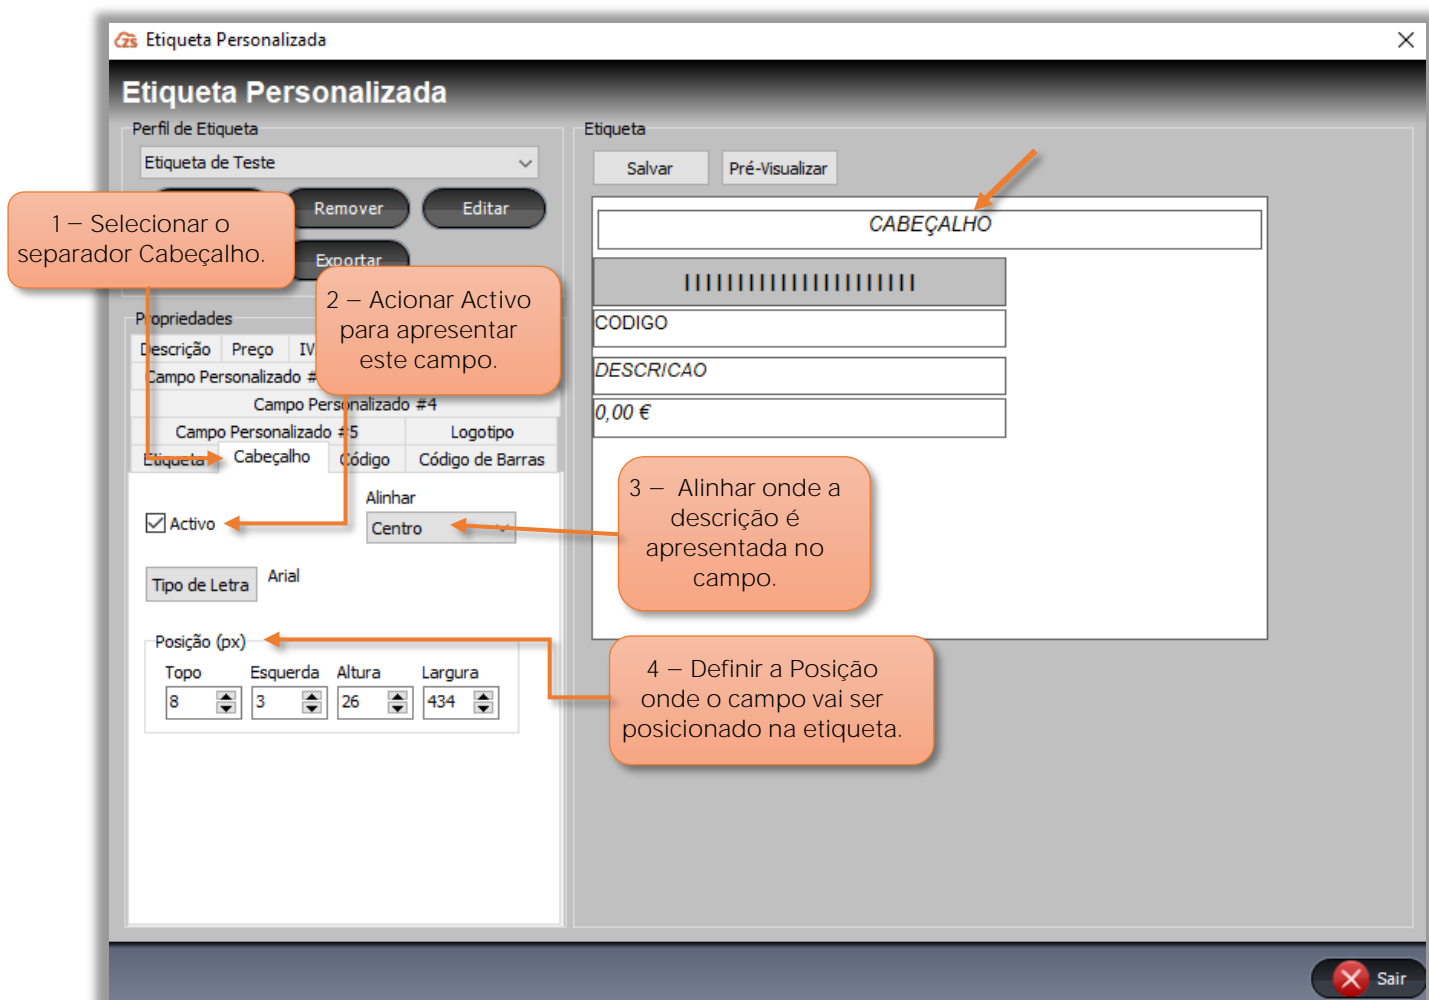 Etiqueta Personalizada
Etiqueta Personalizada
Perfil de Etiqueta
Etiqueta de Teste
Remover
Editar
Exportar
1 – Selecionar o
separador Cabeçalho.
2 – Acionar Activo
para apresentar
este campo.
Propriedades
Descrição Preço
Campo Personalizado
Campo Personalizado #4
Campo Personalizado #5 Logotipo
Etiqueta Cabeçalho Código Código de Barras
Activo
Alinhar
Centro
Tipo de Letra Arial
Posição (px)
Topo Esquerda Altura Largura
8 3 26 434
Etiqueta
Salvar Pré-Visualizar
CABEÇALHO
CODIGO
DESCRICAO
0,00 €
3 – Alinhar onde a
descrição é
apresentada no
campo.
4 – Definir a Posição
onde o campo vai ser
posicionado na etiqueta.
Sair